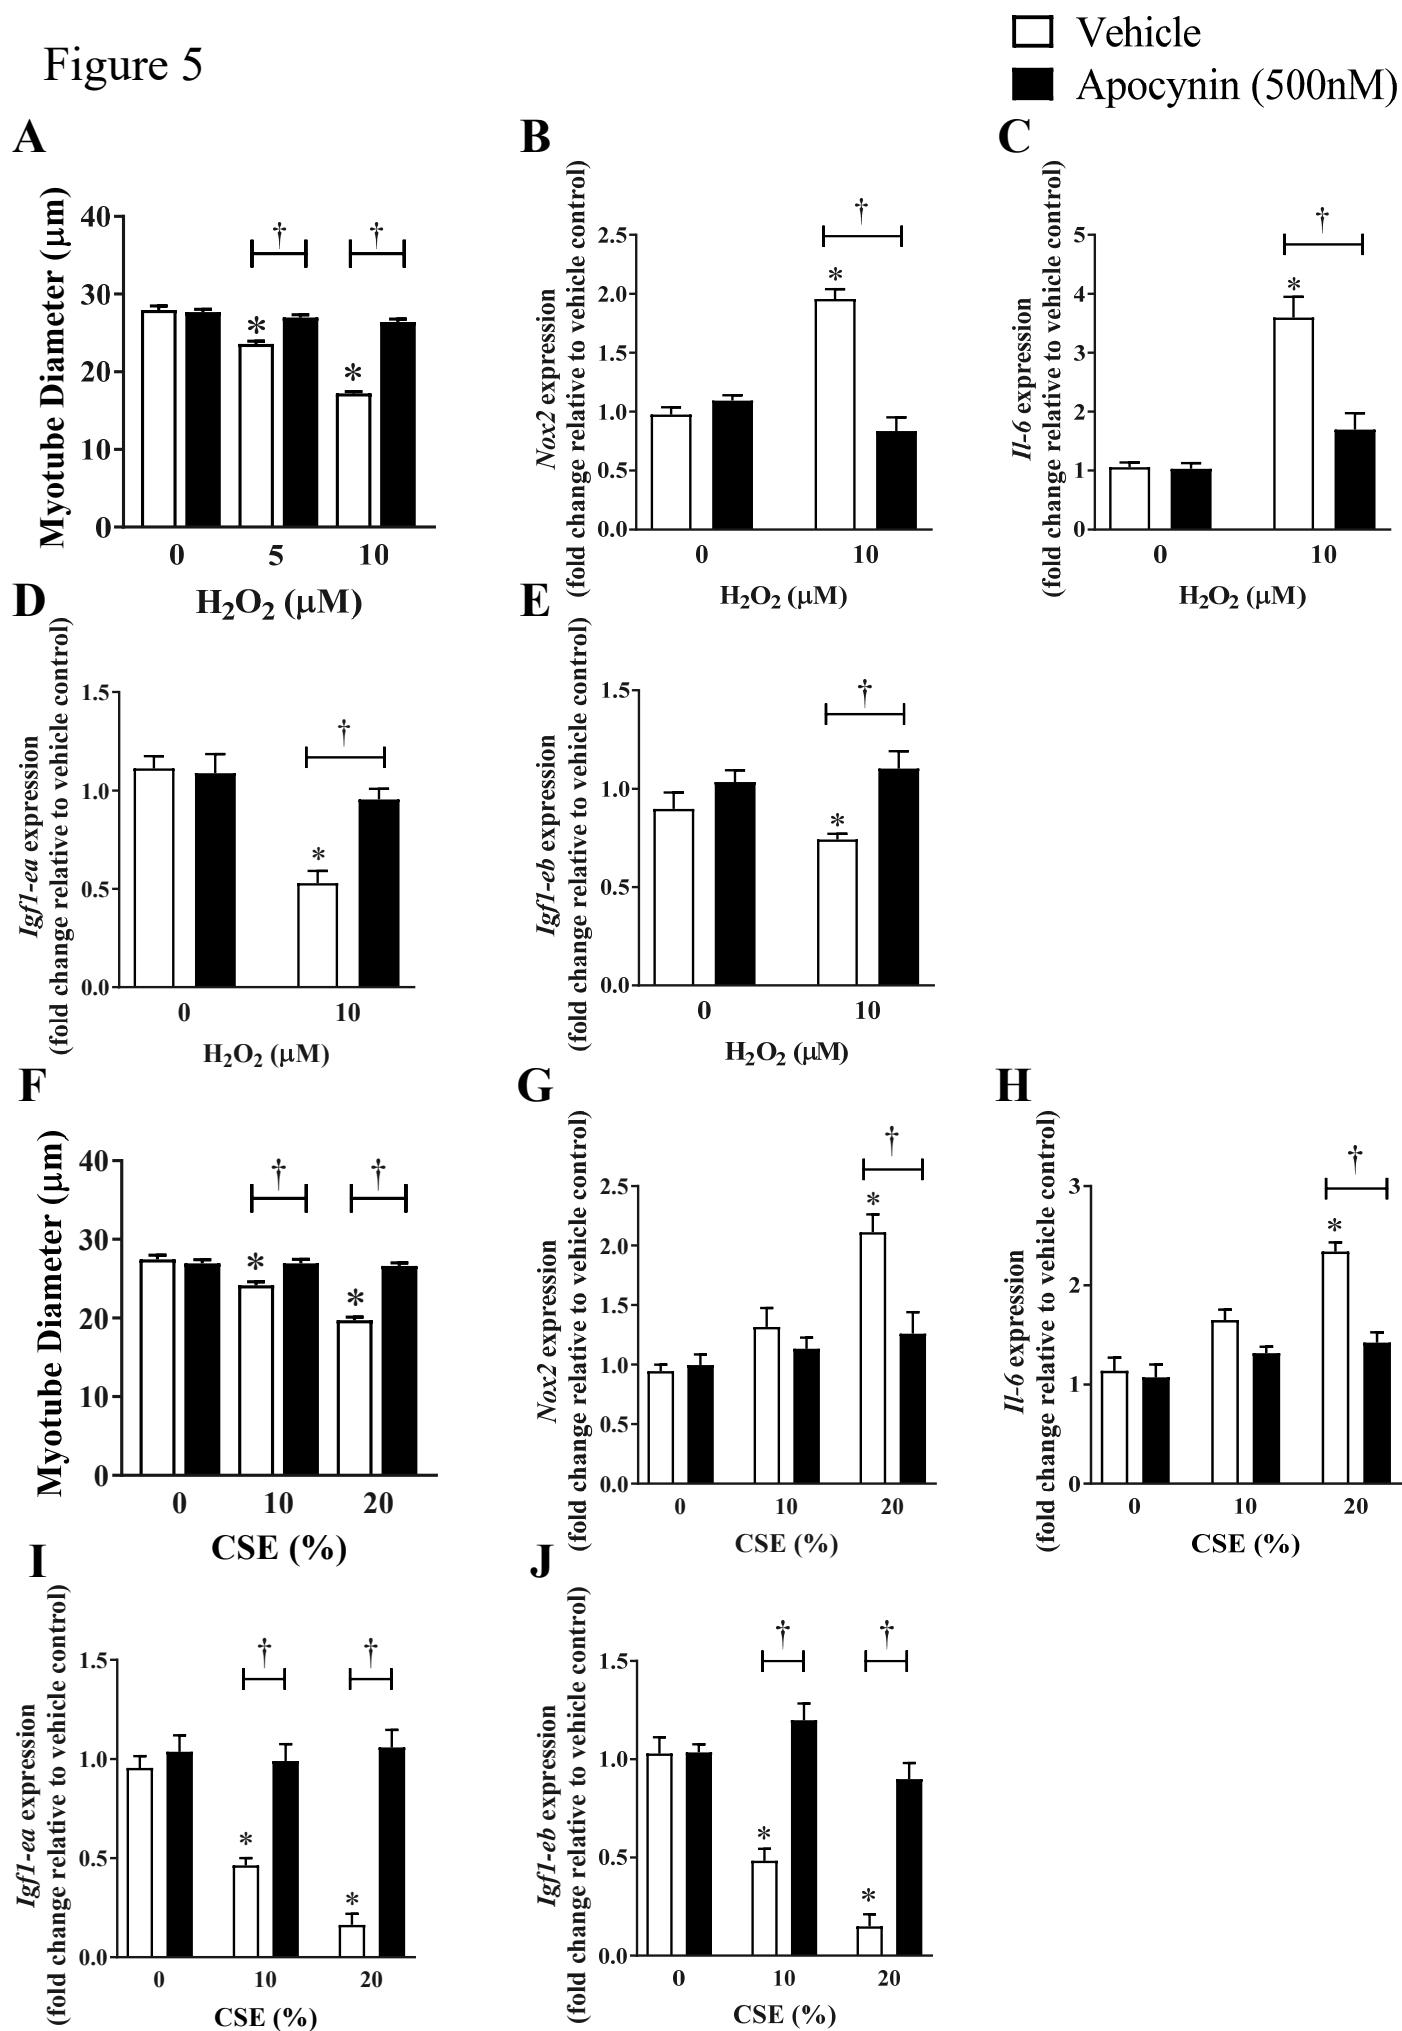 Figure 5
Vehicle
Apocynin (500nM)
A
Myotube Diameter (µm)
40
30
20
10
0
†
†
*
*
0 5 10
H₂O₂ (µM)
B
Nox2 expression
(fold change relative to vehicle control)
2.5
2.0
1.5
1.0
0.5
0.0
†
*
0 10
H₂O₂ (µM)
C
Il-6 expression
(fold change relative to vehicle control)
5
4
3
2
1
0
†
*
0 10
H₂O₂ (µM)
D
Igf1-ea expression
(fold change relative to vehicle control)
1.5
1.0
0.5
0.0
†
*
0 10
H₂O₂ (µM)
E
Igf1-eb expression
(fold change relative to vehicle control)
1.5
1.0
0.5
0.0
†
*
0 10
H₂O₂ (µM)
F
Myotube Diameter (µm)
40
30
20
10
0
†
†
*
*
0 10 20
CSE (%)
G
Nox2 expression
(fold change relative to vehicle control)
2.5
2.0
1.5
1.0
0.5
0.0
†
*
0 10 20
CSE (%)
H
Il-6 expression
(fold change relative to vehicle control)
3
2
1
0
†
*
0 10 20
CSE (%)
I
Igf1-ea expression
(fold change relative to vehicle control)
1.5
1.0
0.5
0.0
†
†
*
*
0 10 20
CSE (%)
J
Igf1-eb expression
(fold change relative to vehicle control)
1.5
1.0
0.5
0.0
†
†
*
*
0 10 20
CSE (%)